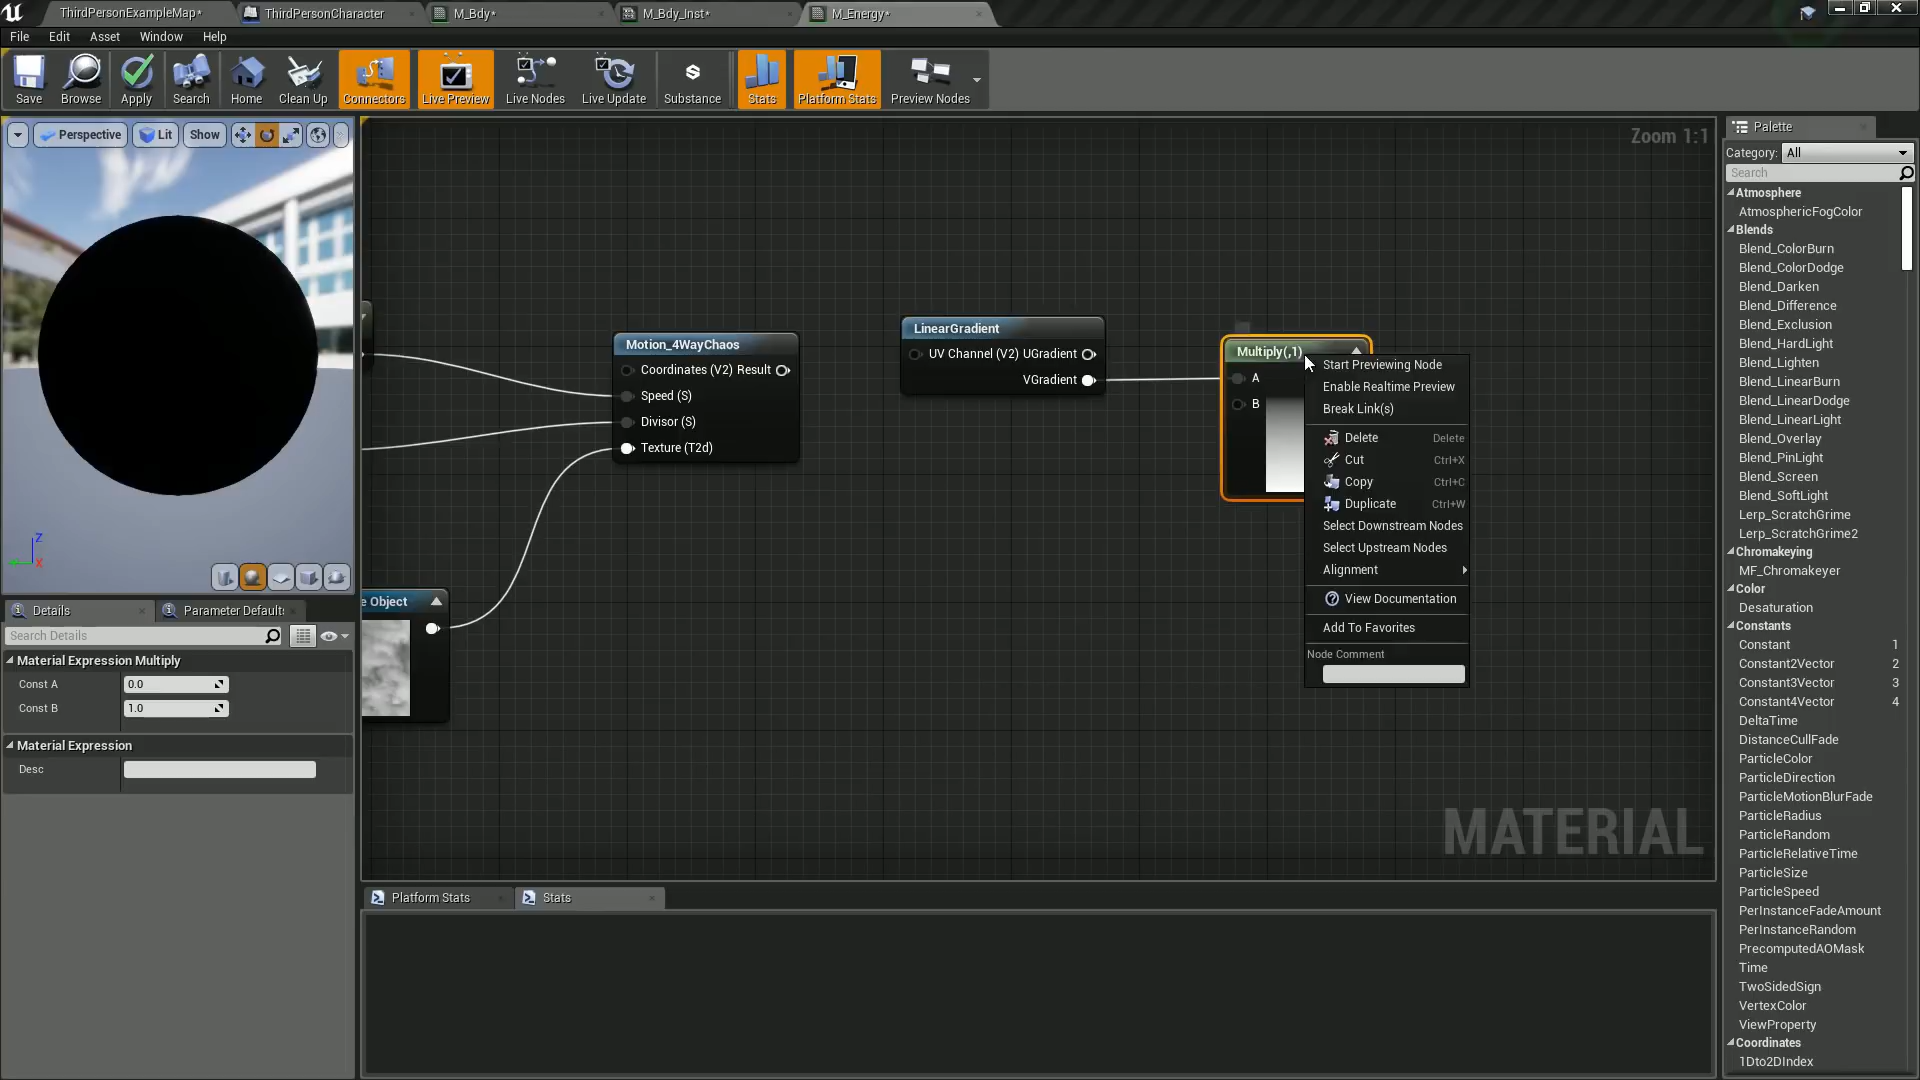 ThirdPersonExampleMap*
ThirdPersonCharacter
M_Bdy*
M_Bdy_Inst*
M_Energy*
File
Edit
Asset
Window
Help
Save
Browse
Apply
Search
Home
Clean Up
Connectors
Live Preview
Live Nodes
Live Update
Substance
Stats
Platform Stats
Preview Nodes
Perspective
Lit
Show
Z
X
Zoom 1:1
Motion_4WayChaos
Coordinates (V2) Result
Speed (S)
Divisor (S)
Texture (T2d)
LinearGradient
UV Channel (V2) UGradient
VGradient
Multiply(,1)
A
B
e Object
Start Previewing Node
Enable Realtime Preview
Break Link(s)
Delete Delete
Cut Ctrl+X
Copy Ctrl+C
Duplicate Ctrl+W
Select Downstream Nodes
Select Upstream Nodes
Alignment
View Documentation
Add To Favorites
Node Comment
MATERIAL
Details
Parameter Defaults
Search Details
Material Expression Multiply
Const A 0.0
Const B 1.0
Material Expression
Desc
Platform Stats
Stats
Palette
Category: All
Search
Atmosphere
AtmosphericFogColor
Blends
Blend_ColorBurn
Blend_ColorDodge
Blend_Darken
Blend_Difference
Blend_Exclusion
Blend_HardLight
Blend_Lighten
Blend_LinearBurn
Blend_LinearDodge
Blend_LinearLight
Blend_Overlay
Blend_PinLight
Blend_Screen
Blend_SoftLight
Lerp_ScratchGrime
Lerp_ScratchGrime2
Chromakeying
MF_Chromakeyer
Color
Desaturation
Constants
Constant 1
Constant2Vector 2
Constant3Vector 3
Constant4Vector 4
DeltaTime
DistanceCullFade
ParticleColor
ParticleDirection
ParticleMotionBlurFade
ParticleRadius
ParticleRandom
ParticleRelativeTime
ParticleSize
ParticleSpeed
PerInstanceFadeAmount
PerInstanceRandom
PrecomputedAOMask
Time
TwoSidedSign
VertexColor
ViewProperty
Coordinates
1Dto2DIndex